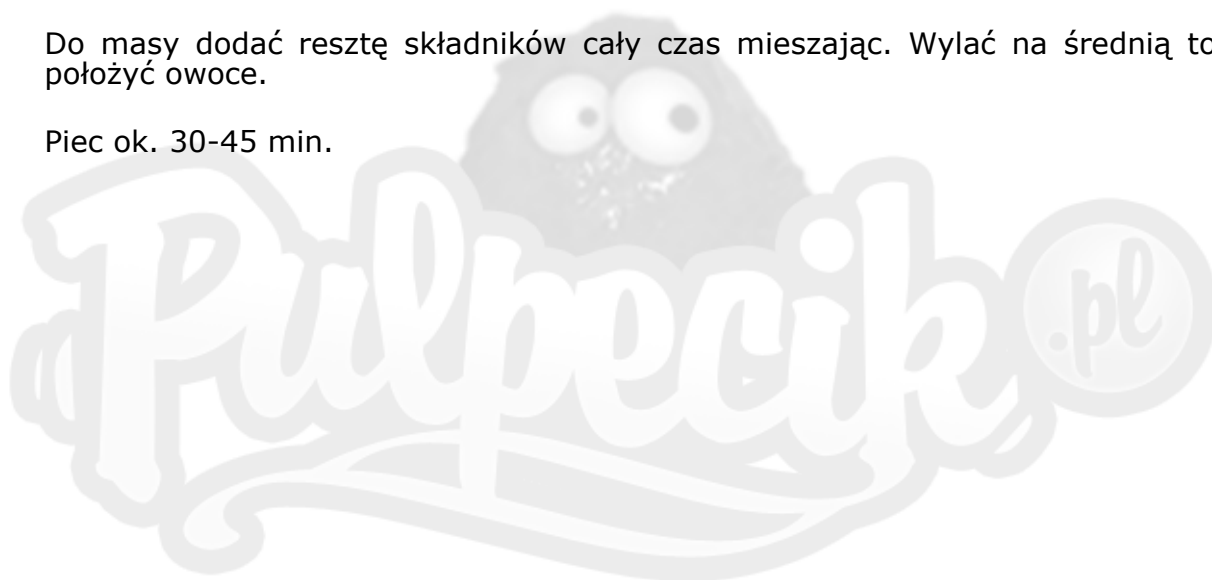 Do masy dodać resztę składników cały czas mieszając. Wylać na średnią to
położyć owoce.
Piec ok. 30-45 min.
Pulpecik .pl